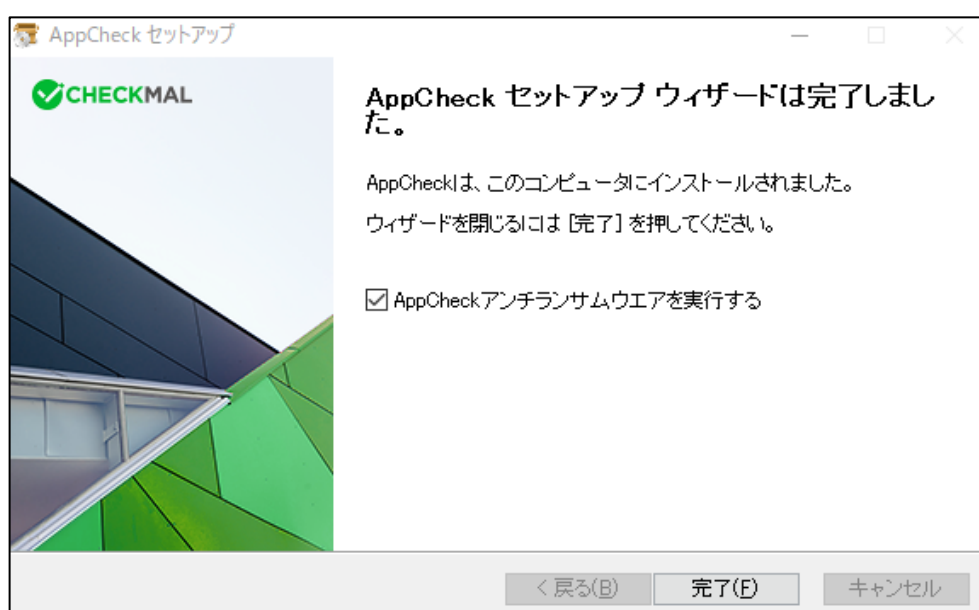 AppCheck セットアップ
CHECKMAL
AppCheck セットアップ ウィザードは完了しまし
た。
AppCheckは、このコンピュータにインストールされました。
ウィザードを閉じるには [完了] を押してください。
AppCheckアンチランサムウエアを実行する
< 戻る(B)
完了(F)
キャンセル